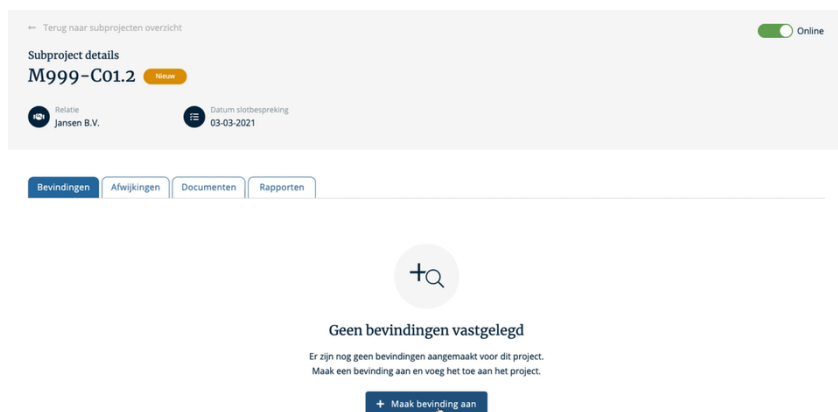 ← Terug naar subprojecten overzicht
Online
Subproject details
M999-C01.2 Nieuw
Relatie
Jansen B.V.
Datum slotbespreking
03-03-2021
Bevindingen Afwijkingen Documenten Rapporten
Geen bevindingen vastgelegd
Er zijn nog geen bevindingen aangemaakt voor dit project.
Maak een bevinding aan en voeg het toe aan het project.
+ Maak bevinding aan